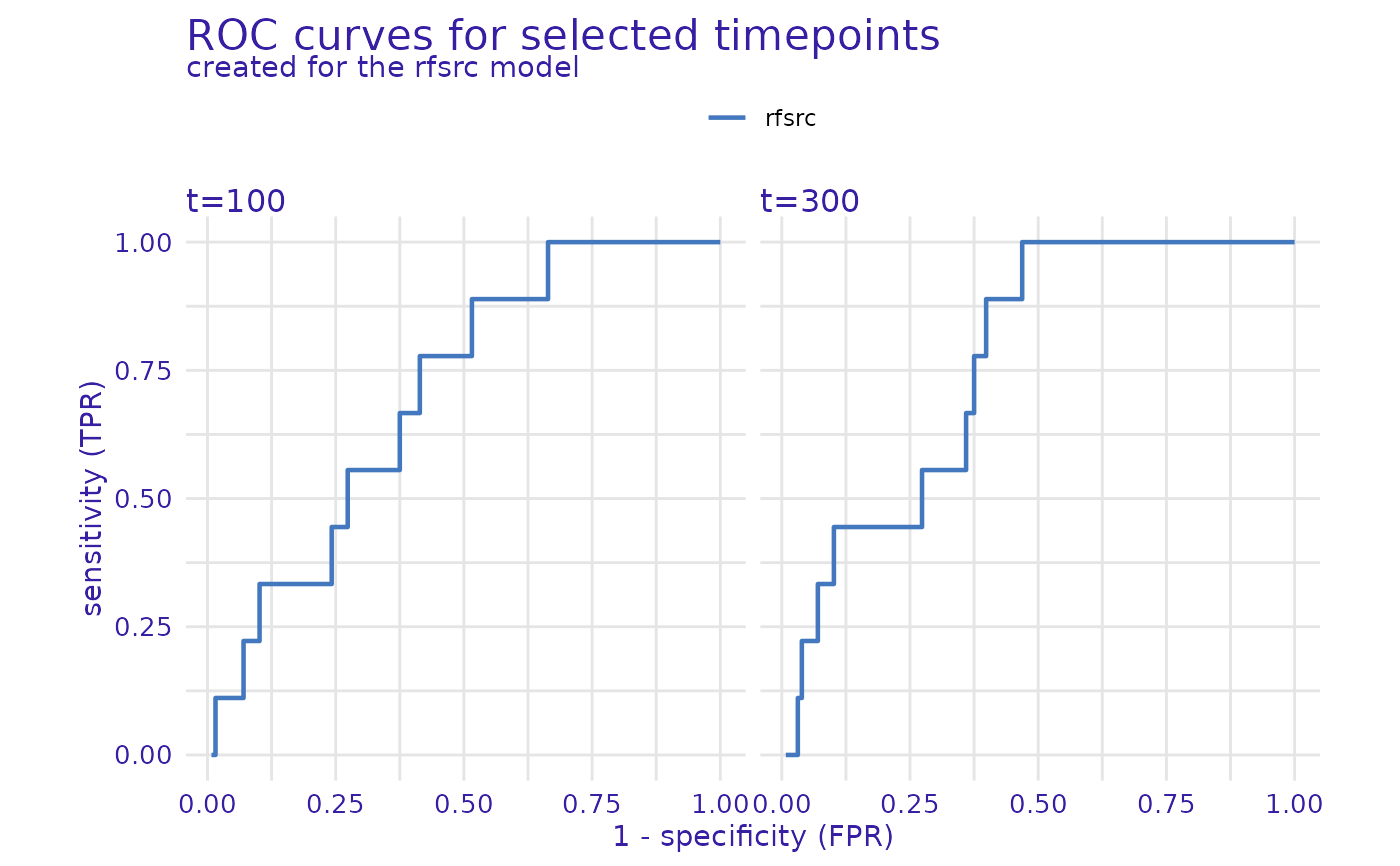 ROC curves for selected timepoints
created for the rfsrc model
rfsrc
t=100 t=300
sensitivity (TPR)
1.00
0.75
0.50
0.25
0.00
0.00 0.25 0.50 0.75 1.00 0.00 0.25 0.50 0.75 1.00
1 - specificity (FPR)